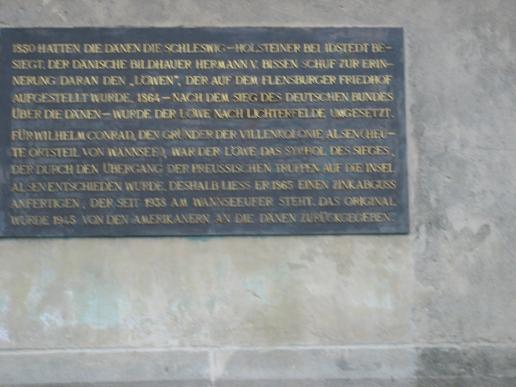 1850 HATTEN DIE DÄNEN DIE SCHLESWIG-HOLSTEINER BEI IDSTEDT BE-
SIEGT. DER DÄNISCHE BILDHAUER HERMANN V. BISSEN SCHUF ZUR ERIN-
NERUNG DARAN DEN „LÖWEN", DER AUF DEM FLENSBURGER FRIEDHOF
AUFGESTELLT WURDE. 1864 - NACH DEM SIEG DES DEUTSCHEN BUNDES
ÜBER DIE DÄNEN - WURDE DER LÖWE NACH LICHTERFELDE UMGESETZT.
FÜR WILHELM CONRAD, DEN GRÜNDER DER VILLENKOLONIE ALSEN (HEU-
TE ORTSTEIL VON WANNSEE), WAR DER LÖWE DAS SYMBOL DES SIEGES,
DER DURCH DEN ÜBERGANG DER PREUSSISCHEN TRUPPEN AUF DIE INSEL
ALSEN ENTSCHIEDEN WURDE. DESHALB LIESS ER 1865 EINEN ZINKABGUSS
ANFERTIGEN, DER SEIT 1938 AM WANNSEEUFER STEHT. DAS ORIGINAL
WURDE 1945 VON DEN AMERIKANERN AN DIE DÄNEN ZURÜCKGEGEBEN.